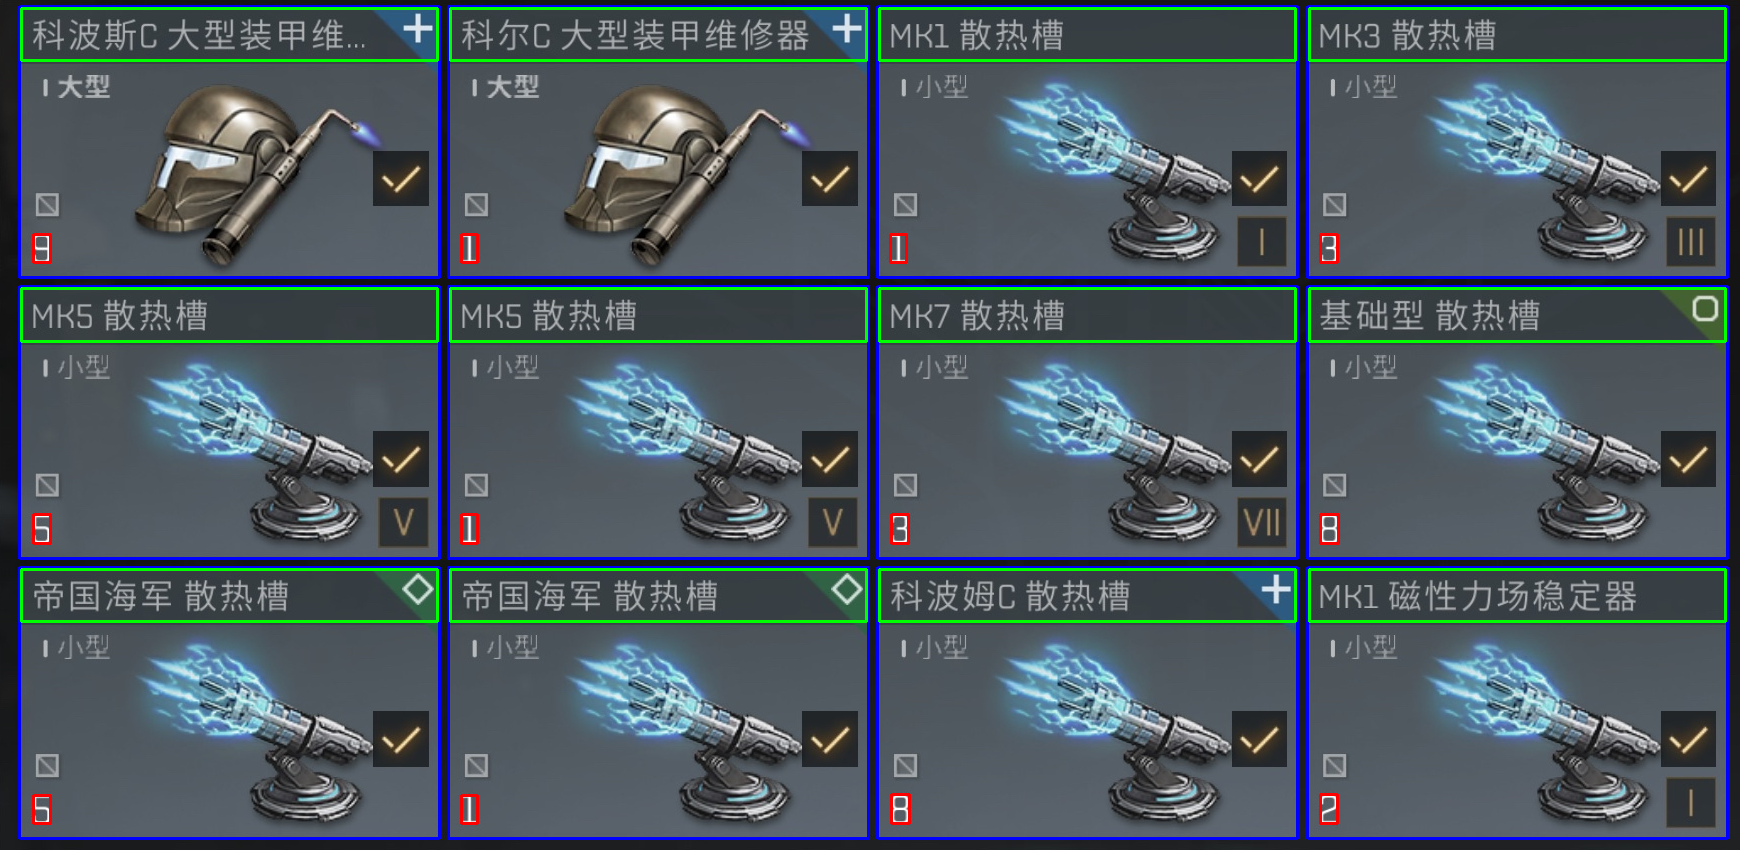 科波斯C 大型装甲维...
I 大型
9
科尔C 大型装甲维修器
I 大型
1
MK1 散热槽
I 小型
1
I
MK3 散热槽
I 小型
3
III
MK5 散热槽
I 小型
5
V
MK5 散热槽
I 小型
1
V
MK7 散热槽
I 小型
3
VII
基础型 散热槽
I 小型
8
帝国海军 散热槽
I 小型
5
帝国海军 散热槽
I 小型
1
科波姆C 散热槽
I 小型
8
MK1 磁性力场稳定器
I 小型
2
I